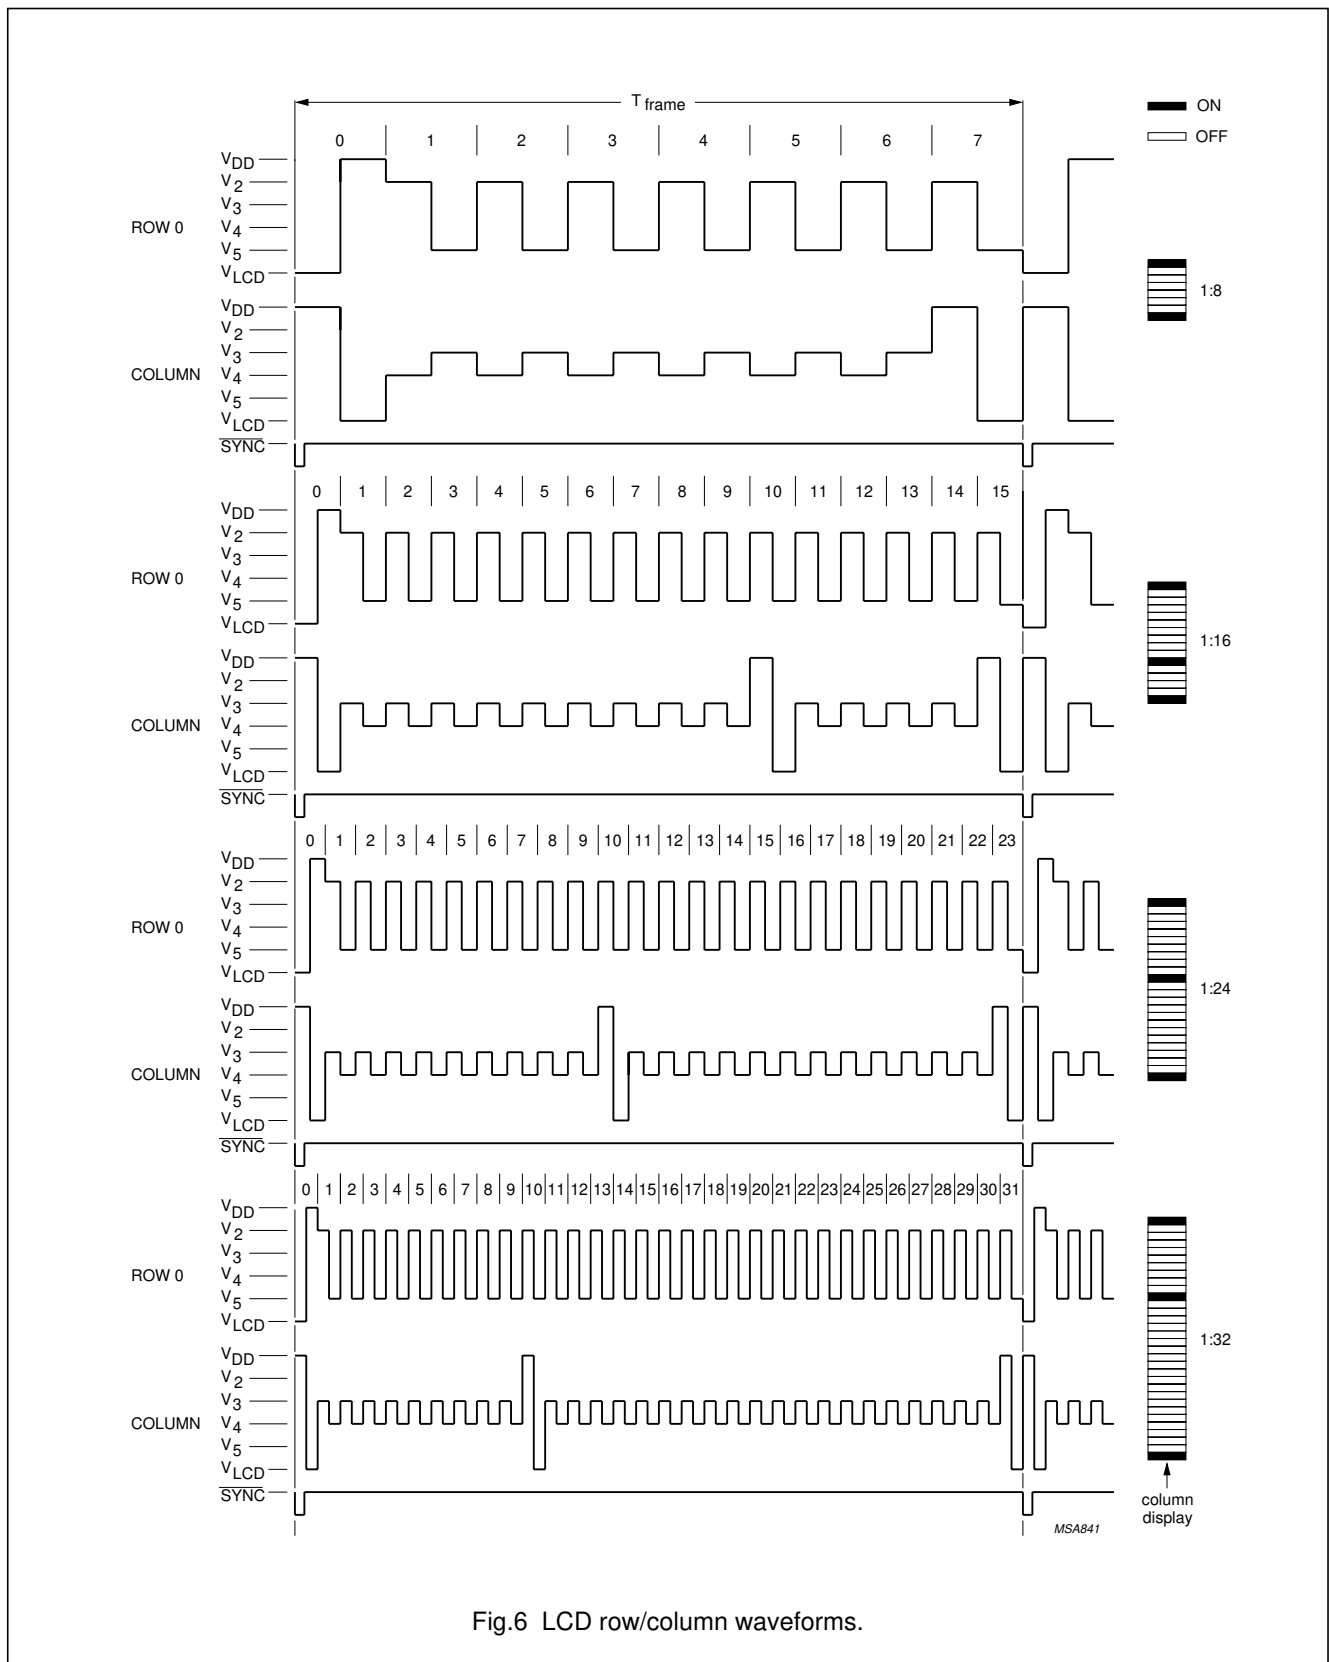 T frame
ON
OFF
0 1 2 3 4 5 6 7
VDD
V2
V3
ROW 0
V4
V5
VLCD
1:8
VDD
V2
V3
COLUMN
V4
V5
VLCD
SYNC
0 1 2 3 4 5 6 7 8 9 10 11 12 13 14 15
VDD
V2
V3
ROW 0
V4
V5
VLCD
1:16
VDD
V2
V3
COLUMN
V4
V5
VLCD
SYNC
0 1 2 3 4 5 6 7 8 9 10 11 12 13 14 15 16 17 18 19 20 21 22 23
VDD
V2
V3
ROW 0
V4
V5
VLCD
1:24
VDD
V2
V3
COLUMN
V4
V5
VLCD
SYNC
0 1 2 3 4 5 6 7 8 9 10 11 12 13 14 15 16 17 18 19 20 21 22 23 24 25 26 27 28 29 30 31
VDD
V2
V3
ROW 0
V4
V5
VLCD
1:32
VDD
V2
V3
COLUMN
V4
V5
VLCD
SYNC
column
display
MSA841
Fig.6 LCD row/column waveforms.